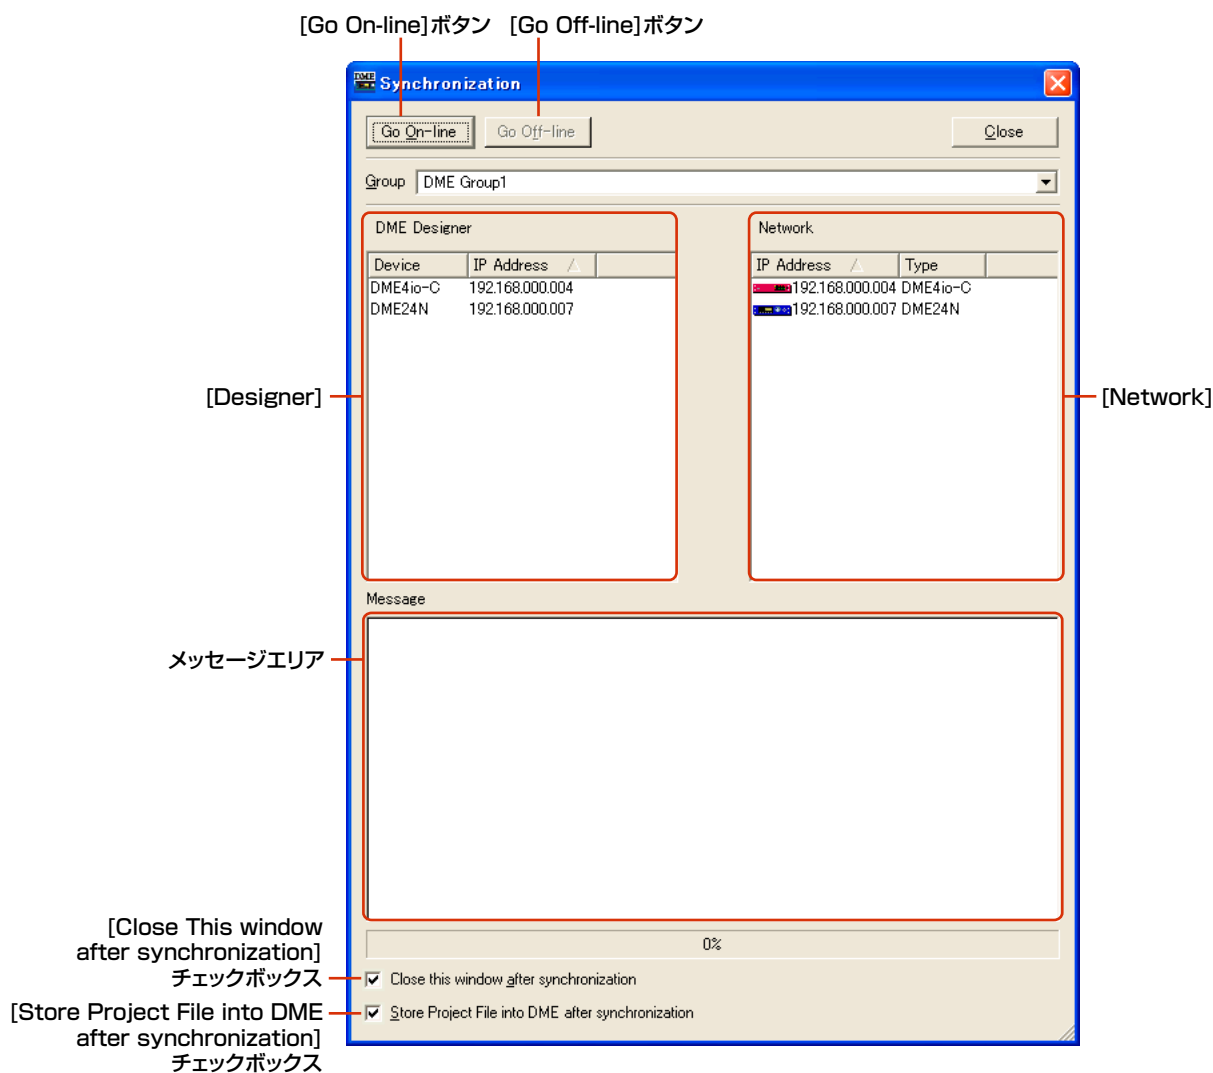 [Go On-line]ボタン [Go Off-line]ボタン
DME
Synchronization
Go On-line Go Off-line Close
Group DME Group1
DME Designer Network
Device IP Address IP Address Type
DME4io-C 192.168.000.004 192.168.000.004 DME4io-C
DME24N 192.168.000.007 192.168.000.007 DME24N
[Designer] [Network]
Message
メッセージエリア
[Close This window
after synchronization]
チェックボックス
0%
Close this window after synchronization
[Store Project File into DME
after synchronization]
チェックボックス
Store Project File into DME after synchronization